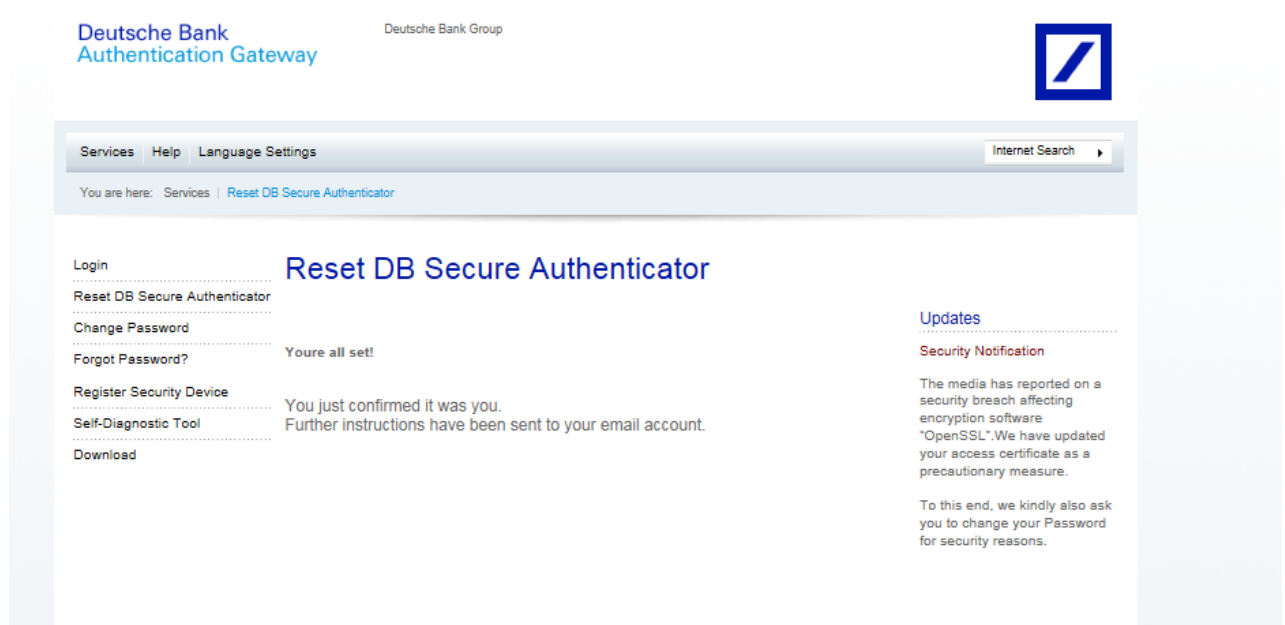 Deutsche Bank
Authentication Gateway
Deutsche Bank Group
Services Help Language Settings
Internet Search
You are here: Services | Reset DB Secure Authenticator
Login
Reset DB Secure Authenticator
Change Password
Forgot Password?
Register Security Device
Self-Diagnostic Tool
Download
Reset DB Secure Authenticator
Youre all set!
You just confirmed it was you.
Further instructions have been sent to your email account.
Updates
Security Notification
The media has reported on a
security breach affecting
encryption software
"OpenSSL".We have updated
your access certificate as a
precautionary measure.
To this end, we kindly also ask
you to change your Password
for security reasons.